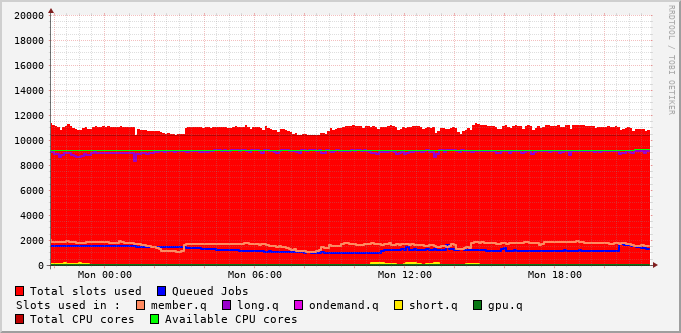 20000
18000
16000
14000
12000
10000
8000
6000
4000
2000
0
Mon 00:00 Mon 06:00 Mon 12:00 Mon 18:00
RRDTOOL / TOBI OETIKER
Total slots used Queued Jobs
Slots used in : member.q long.q ondemand.q short.q gpu.q
Total CPU cores Available CPU cores